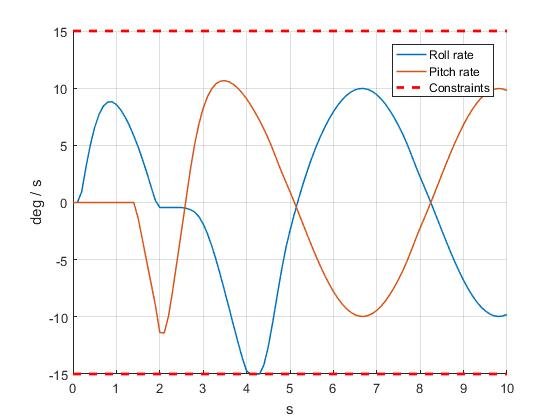 15
10
5
0
-5
-10
-15
deg / s
0 1 2 3 4 5 6 7 8 9 10
s
Roll rate
Pitch rate
Constraints